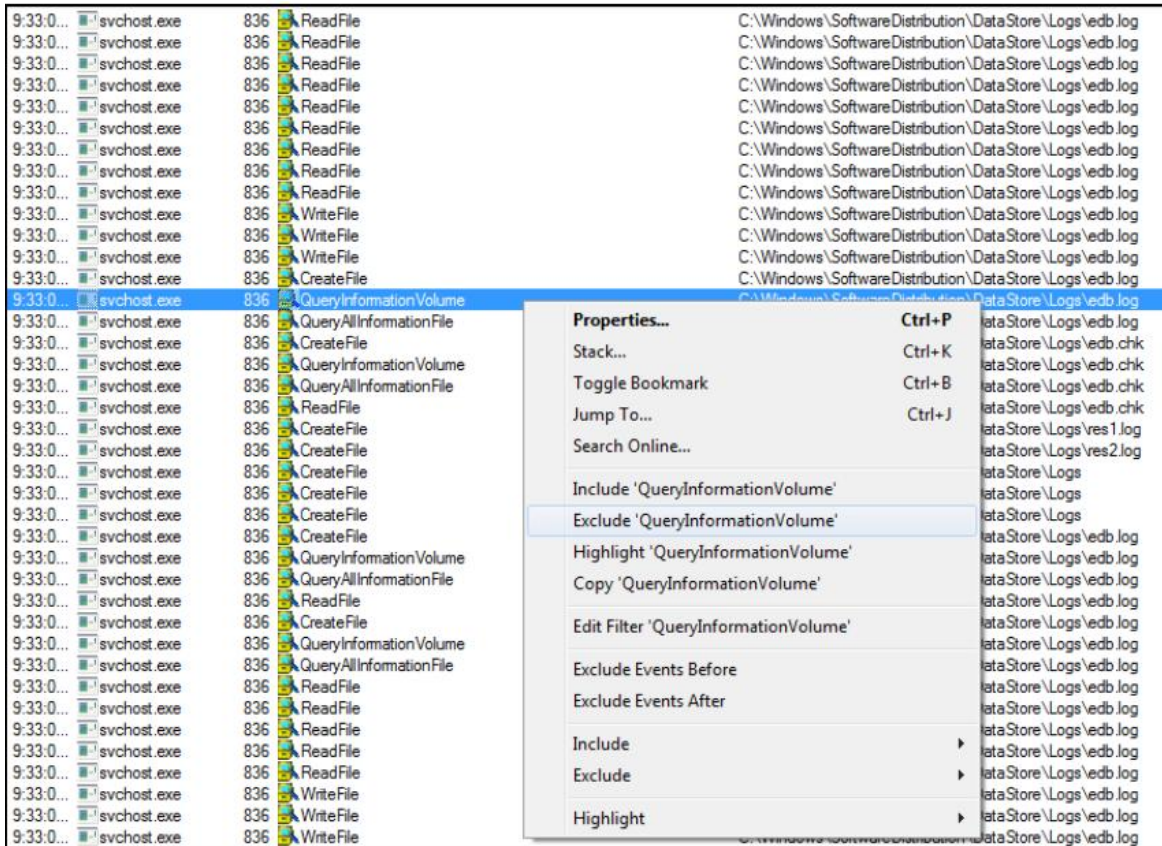 9:33:0... svchost.exe 836 ReadFile C:\Windows\SoftwareDistribution\DataStore\Logs\edb.log
9:33:0... svchost.exe 836 ReadFile C:\Windows\SoftwareDistribution\DataStore\Logs\edb.log
9:33:0... svchost.exe 836 ReadFile C:\Windows\SoftwareDistribution\DataStore\Logs\edb.log
9:33:0... svchost.exe 836 ReadFile C:\Windows\SoftwareDistribution\DataStore\Logs\edb.log
9:33:0... svchost.exe 836 ReadFile C:\Windows\SoftwareDistribution\DataStore\Logs\edb.log
9:33:0... svchost.exe 836 ReadFile C:\Windows\SoftwareDistribution\DataStore\Logs\edb.log
9:33:0... svchost.exe 836 ReadFile C:\Windows\SoftwareDistribution\DataStore\Logs\edb.log
9:33:0... svchost.exe 836 ReadFile C:\Windows\SoftwareDistribution\DataStore\Logs\edb.log
9:33:0... svchost.exe 836 ReadFile C:\Windows\SoftwareDistribution\DataStore\Logs\edb.log
9:33:0... svchost.exe 836 WriteFile C:\Windows\SoftwareDistribution\DataStore\Logs\edb.log
9:33:0... svchost.exe 836 WriteFile C:\Windows\SoftwareDistribution\DataStore\Logs\edb.log
9:33:0... svchost.exe 836 WriteFile C:\Windows\SoftwareDistribution\DataStore\Logs\edb.log
9:33:0... svchost.exe 836 CreateFile C:\Windows\SoftwareDistribution\DataStore\Logs\edb.log
9:33:0... svchost.exe 836 QueryInformationVolume C:\Windows\SoftwareDistribution\DataStore\Logs\edb.log
9:33:0... svchost.exe 836 QueryAllInformationFile ataStore\Logs\edb.log
9:33:0... svchost.exe 836 CreateFile ataStore\Logs\edb.chk
9:33:0... svchost.exe 836 QueryInformationVolume ataStore\Logs\edb.chk
9:33:0... svchost.exe 836 QueryAllInformationFile ataStore\Logs\edb.chk
9:33:0... svchost.exe 836 ReadFile ataStore\Logs\edb.chk
9:33:0... svchost.exe 836 CreateFile ataStore\Logs\res1.log
9:33:0... svchost.exe 836 CreateFile ataStore\Logs\res2.log
9:33:0... svchost.exe 836 CreateFile ataStore\Logs
9:33:0... svchost.exe 836 CreateFile ataStore\Logs
9:33:0... svchost.exe 836 CreateFile ataStore\Logs
9:33:0... svchost.exe 836 CreateFile ataStore\Logs\edb.log
9:33:0... svchost.exe 836 QueryInformationVolume ataStore\Logs\edb.log
9:33:0... svchost.exe 836 QueryAllInformationFile ataStore\Logs\edb.log
9:33:0... svchost.exe 836 ReadFile ataStore\Logs\edb.log
9:33:0... svchost.exe 836 CreateFile ataStore\Logs\edb.log
9:33:0... svchost.exe 836 QueryInformationVolume ataStore\Logs\edb.log
9:33:0... svchost.exe 836 QueryAllInformationFile ataStore\Logs\edb.log
9:33:0... svchost.exe 836 ReadFile ataStore\Logs\edb.log
9:33:0... svchost.exe 836 ReadFile ataStore\Logs\edb.log
9:33:0... svchost.exe 836 ReadFile ataStore\Logs\edb.log
9:33:0... svchost.exe 836 ReadFile ataStore\Logs\edb.log
9:33:0... svchost.exe 836 ReadFile ataStore\Logs\edb.log
9:33:0... svchost.exe 836 WriteFile ataStore\Logs\edb.log
9:33:0... svchost.exe 836 WriteFile ataStore\Logs\edb.log
9:33:0... svchost.exe 836 WriteFile C:\Windows\SoftwareDistribution\DataStore\Logs\edb.log
Properties... Ctrl+P
Stack... Ctrl+K
Toggle Bookmark Ctrl+B
Jump To... Ctrl+J
Search Online...
Include 'QueryInformationVolume'
Exclude 'QueryInformationVolume'
Highlight 'QueryInformationVolume'
Copy 'QueryInformationVolume'
Edit Filter 'QueryInformationVolume'
Exclude Events Before
Exclude Events After
Include
Exclude
Highlight